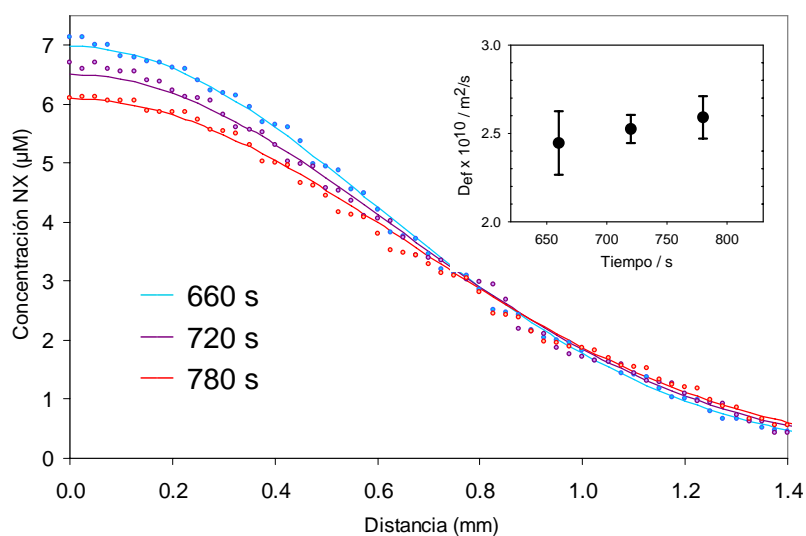 Concentración NX (µM)
7
6
5
4
3
2
1
0
0.0 0.2 0.4 0.6 0.8 1.0 1.2 1.4
Distancia (mm)
660 s
720 s
780 s
Def x 10^10 / m2/s
3.0
2.5
2.0
650 700 750 800
Tiempo / s